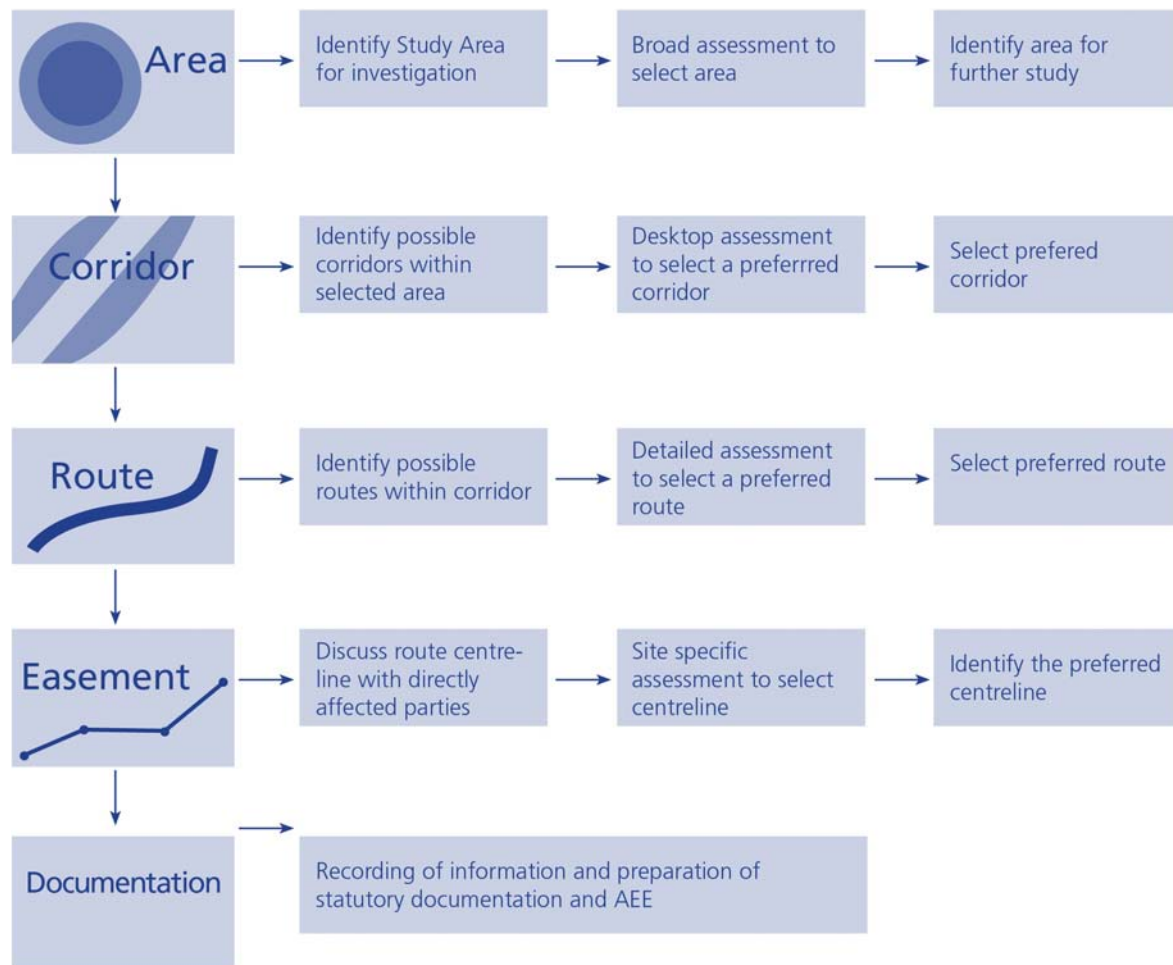 Area
Identify Study Area
for investigation
Broad assessment to
select area
Identify area for
further study
Corridor
Identify possible
corridors within
selected area
Desktop assessment
to select a preferrred
corridor
Select prefered
corridor
Route
Identify possible
routes within corridor
Detailed assessment
to select a preferred
route
Select preferred route
Easement
Discuss route centre-
line with directly
affected parties
Site specific
assessment to select
centreline
Identify the preferred
centreline
Documentation
Recording of information and preparation of
statutory documentation and AEE